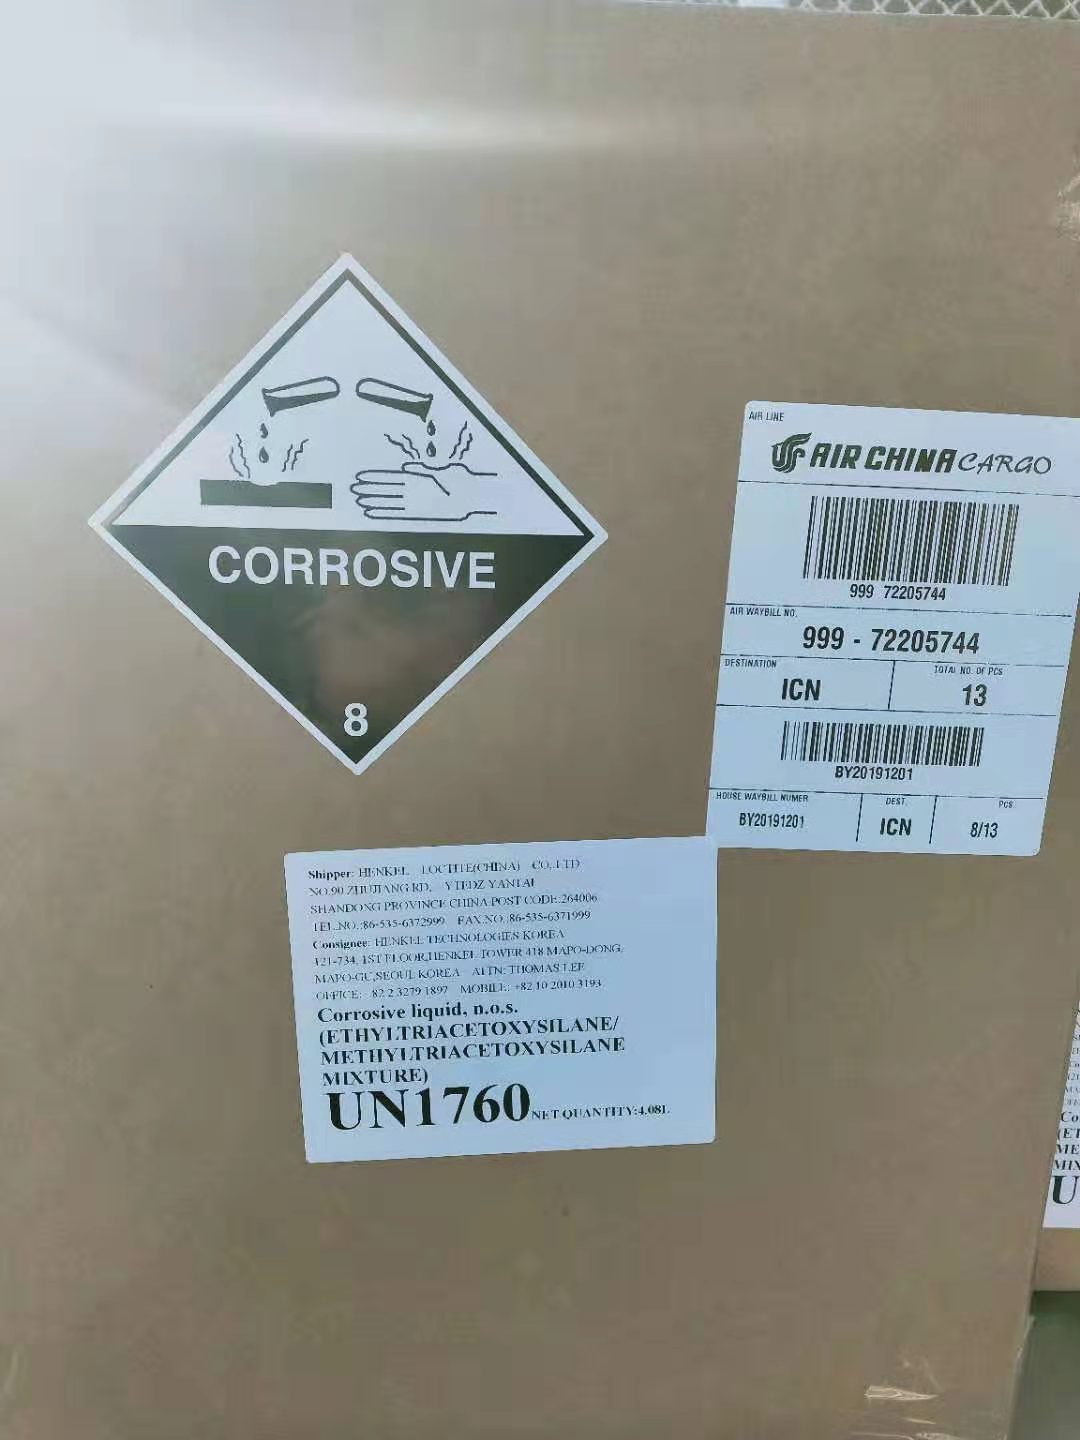 CORROSIVE
8
AIR LINE
AIR CHINA CARGO
999 72205744
AIR WAYBILL NO.
999 - 72205744
DESTINATION
TOTAL NO. OF PCS
ICN
13
BY20191201
HOUSE WAYBILL NUMER
DEST.
PCS
BY20191201
ICN
8/13
Shipper: HENKEL LOCTITE(CHINA) CO.,LTD
NO.90 ZHUJIANG RD, YTEDZ YANTAI
SHANDONG PROVINCE CHINA POST CODE:264006
TEL.NO.:86-535-6372999 FAX.NO.:86-535-6371999
Consignee: HENKEL TECHNOLOGIES KOREA
121-734, 1ST FLOOR,HENKEL TOWER 418 MAPO-DONG,
MAPO-GU,SEOUL KOREA ATTN: THOMAS LEE
OFFICE: 82 2 3279 1897 MOBILE: +82 10 2010 3193
Corrosive liquid, n.o.s.
(ETHYLTRIACETOXYSILANE/
METHYLTRIACETOXYSILANE
MIXTURE)
UN1760 NET QUANTITY:4.08L
Co
(ET
ME
MIX
U